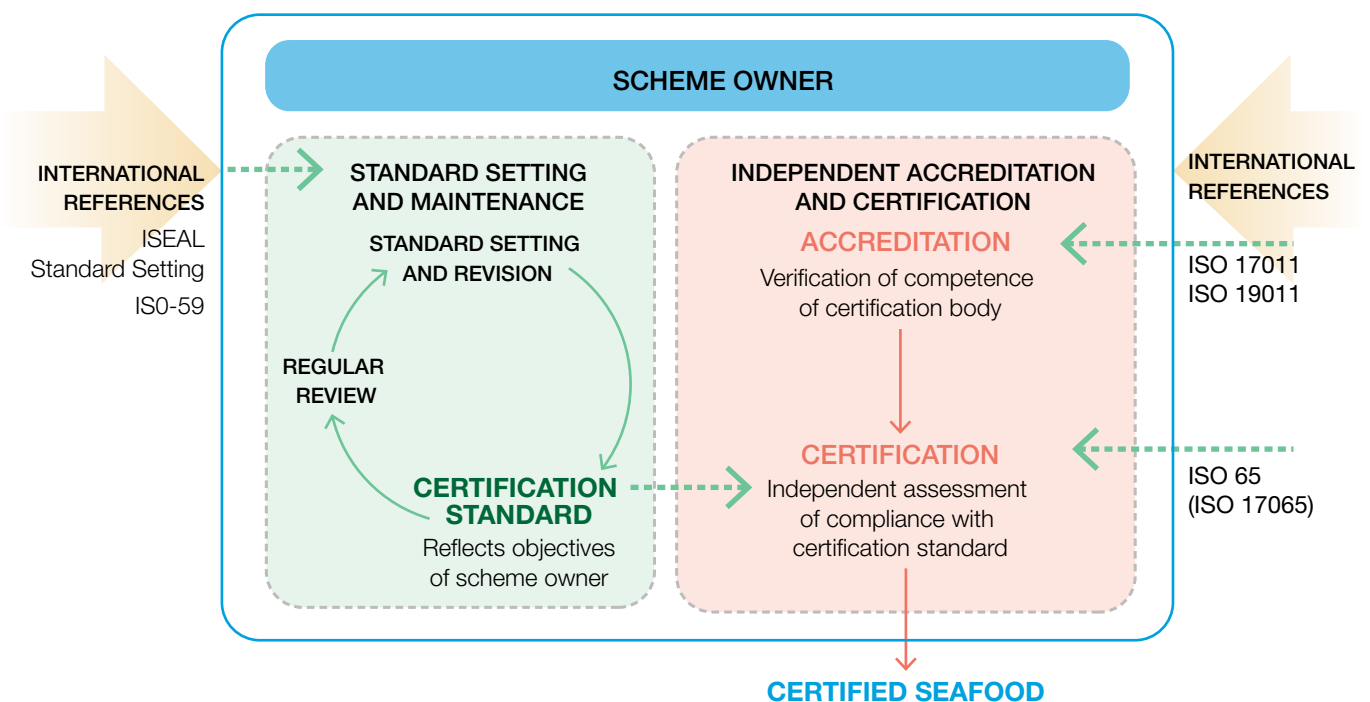 SCHEME OWNER
INTERNATIONAL
REFERENCES
ISEAL
Standard Setting
IS0-59
STANDARD SETTING
AND MAINTENANCE
STANDARD SETTING
AND REVISION
REGULAR
REVIEW
CERTIFICATION
STANDARD
Reflects objectives
of scheme owner
INDEPENDENT ACCREDITATION
AND CERTIFICATION
ACCREDITATION
Verification of competence
of certification body
CERTIFICATION
Independent assessment
of compliance with
certification standard
INTERNATIONAL
REFERENCES
ISO 17011
ISO 19011
ISO 65
(ISO 17065)
CERTIFIED SEAFOOD